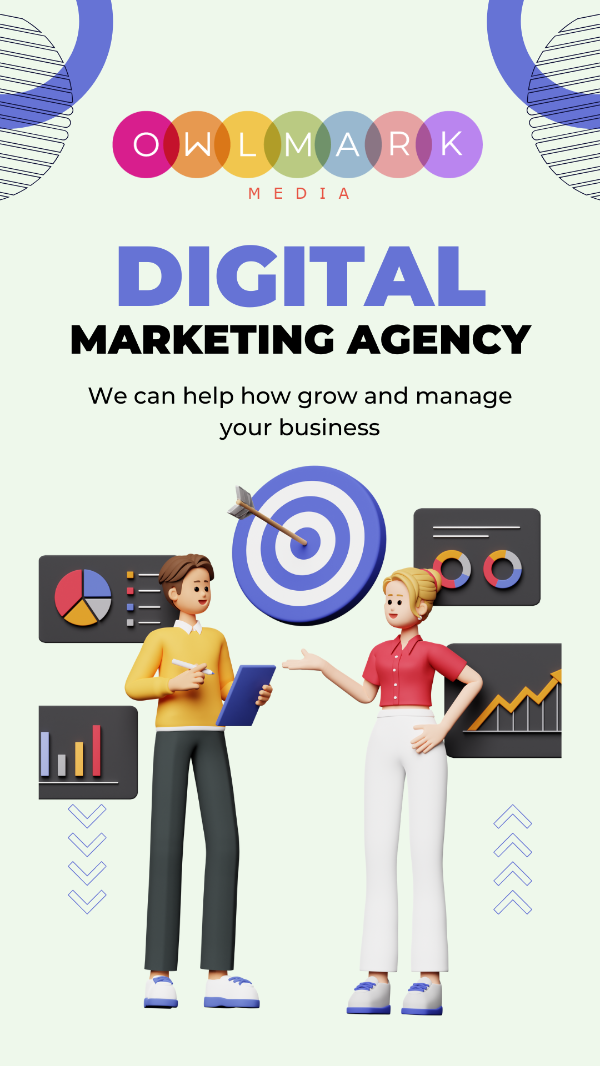 OWLMARK
MEDIA
DIGITAL
MARKETING AGENCY
We can help how grow and manage
your business